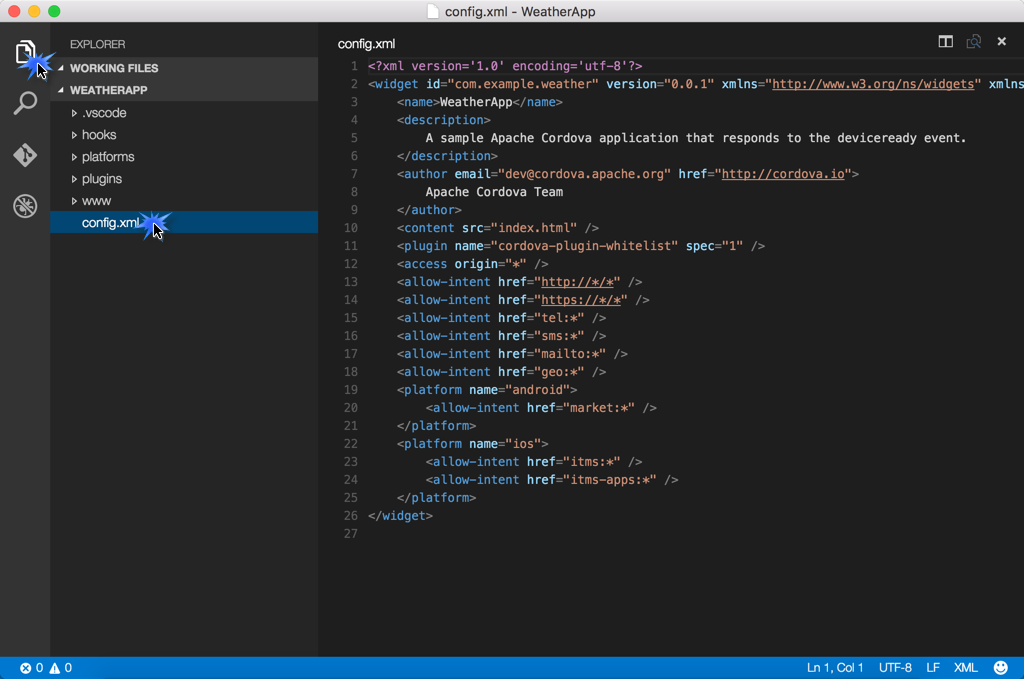 config.xml - WeatherApp
EXPLORER
WORKING FILES
WEATHERAPP
.vscode
hooks
platforms
plugins
www
config.xml
config.xml
1 <?xml version='1.0' encoding='utf-8'?>
2 <widget id="com.example.weather" version="0.0.1" xmlns="http://www.w3.org/ns/widgets" xmlns
3 <name>WeatherApp</name>
4 <description>
5 A sample Apache Cordova application that responds to the deviceready event.
6 </description>
7 <author email="dev@cordova.apache.org" href="http://cordova.io">
8 Apache Cordova Team
9 </author>
10 <content src="index.html" />
11 <plugin name="cordova-plugin-whitelist" spec="1" />
12 <access origin="*" />
13 <allow-intent href="http://*/*" />
14 <allow-intent href="https://*/*" />
15 <allow-intent href="tel:*" />
16 <allow-intent href="sms:*" />
17 <allow-intent href="mailto:*" />
18 <allow-intent href="geo:*" />
19 <platform name="android">
20 <allow-intent href="market:*" />
21 </platform>
22 <platform name="ios">
23 <allow-intent href="itms:*" />
24 <allow-intent href="itms-apps:*" />
25 </platform>
26 </widget>
27
0 0 Ln 1, Col 1 UTF-8 LF XML